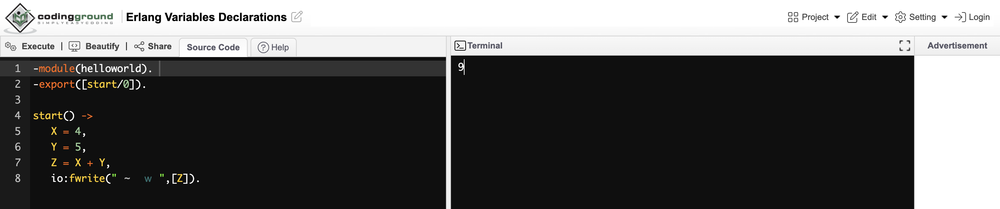 codingground
SIMPLYEASYCODING
Erlang Variables Declarations
Project Edit Setting Login
Execute | Beautify | Share Source Code Help
1 -module(helloworld).
2 -export([start/0]).
3
4 start() ->
5 X = 4,
6 Y = 5,
7 Z = X + Y,
8 io:fwrite(" ~  w ",[Z]).
Terminal
9
Advertisement